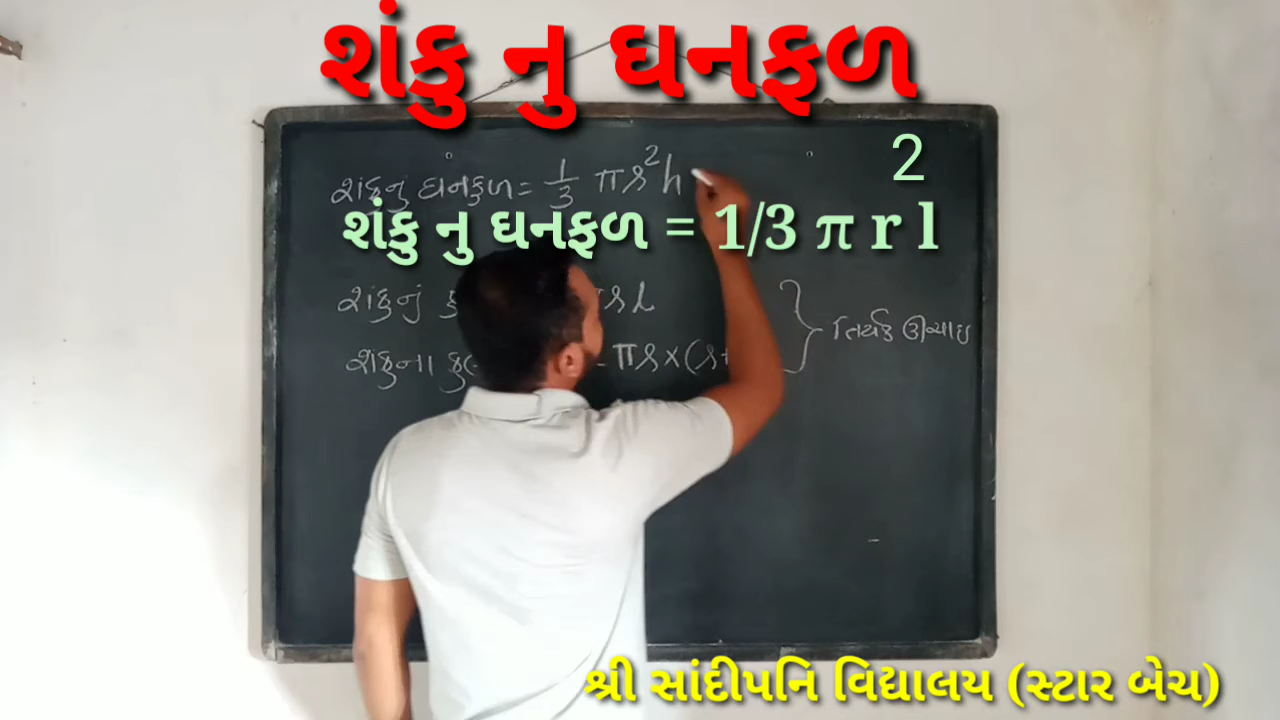 શંકુ નુ ઘનફળ
શંકુનું ઘનફળ = 1/3 πr²h
2
શંકુ નુ ઘનફળ = 1/3 π r l
શંકુનું πrl
શંકુના = πr×(r+
તિર્યક ઊંચાઇ
શ્રી સાંદીપનિ વિદ્યાલય (સ્ટાર બેચ)